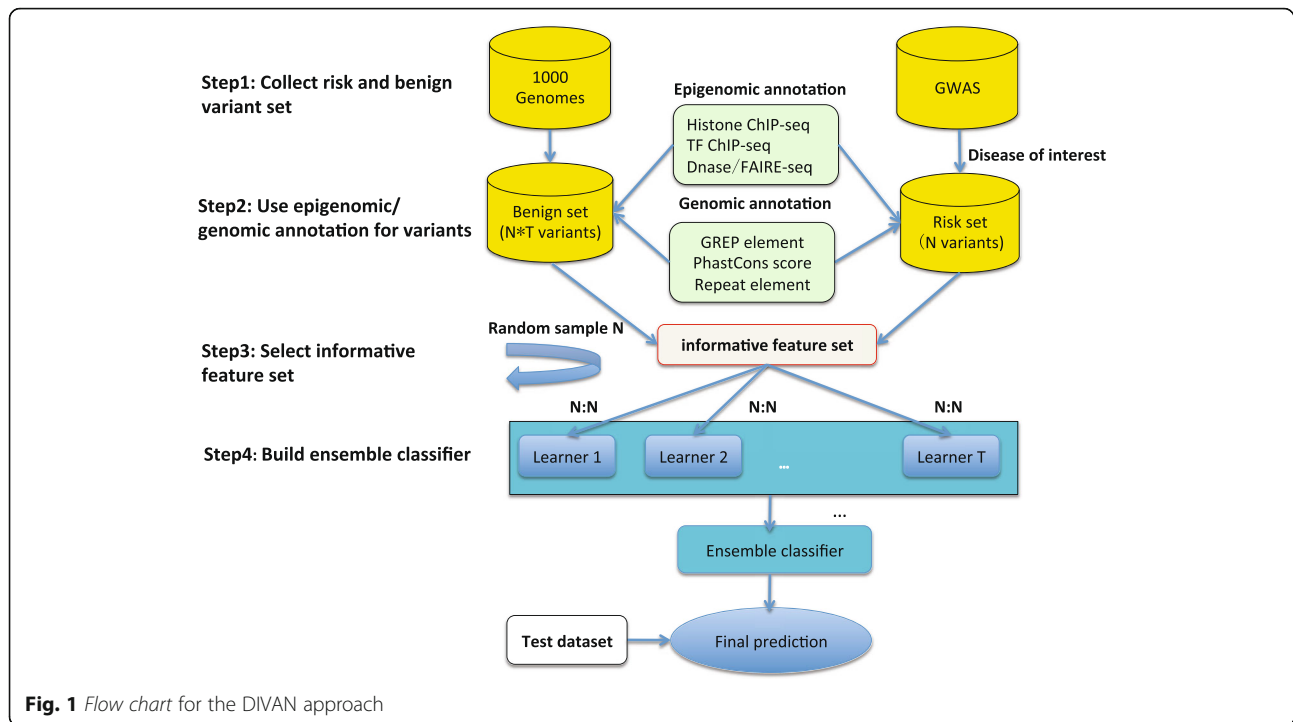 Step1: Collect risk and benign
variant set
1000
Genomes
Epigenomic annotation
Histone ChIP-seq
TF ChIP-seq
Dnase/FAIRE-seq
GWAS
Disease of interest
Step2: Use epigenomic/
genomic annotation for variants
Benign set
(N*T variants)
Genomic annotation
GREP element
PhastCons score
Repeat element
Risk set
(N variants)
Step3: Select informative
feature set
Random sample N
informative feature set
N:N
N:N
N:N
Step4: Build ensemble classifier
Learner 1
Learner 2
...
Learner T
...
Ensemble classifier
Test dataset
Final prediction
Fig. 1 Flow chart for the DIVAN approach